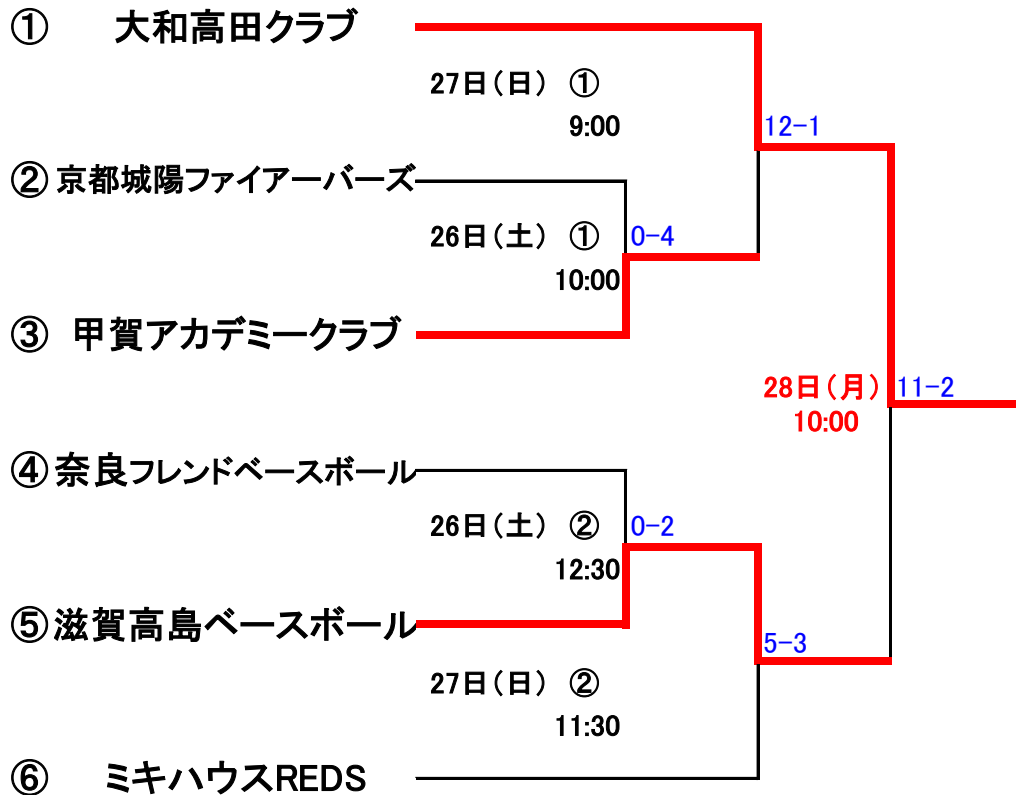 ① 大和高田クラブ
27日(日) ①
9:00
12-1
② 京都城陽ファイアーバーズ
26日(土) ①
0-4
10:00
③ 甲賀アカデミークラブ
28日(月)
11-2
10:00
④ 奈良フレンドベースボール
26日(土) ②
0-2
12:30
⑤ 滋賀高島ベースボール
5-3
27日(日) ②
11:30
⑥ ミキハウスREDS